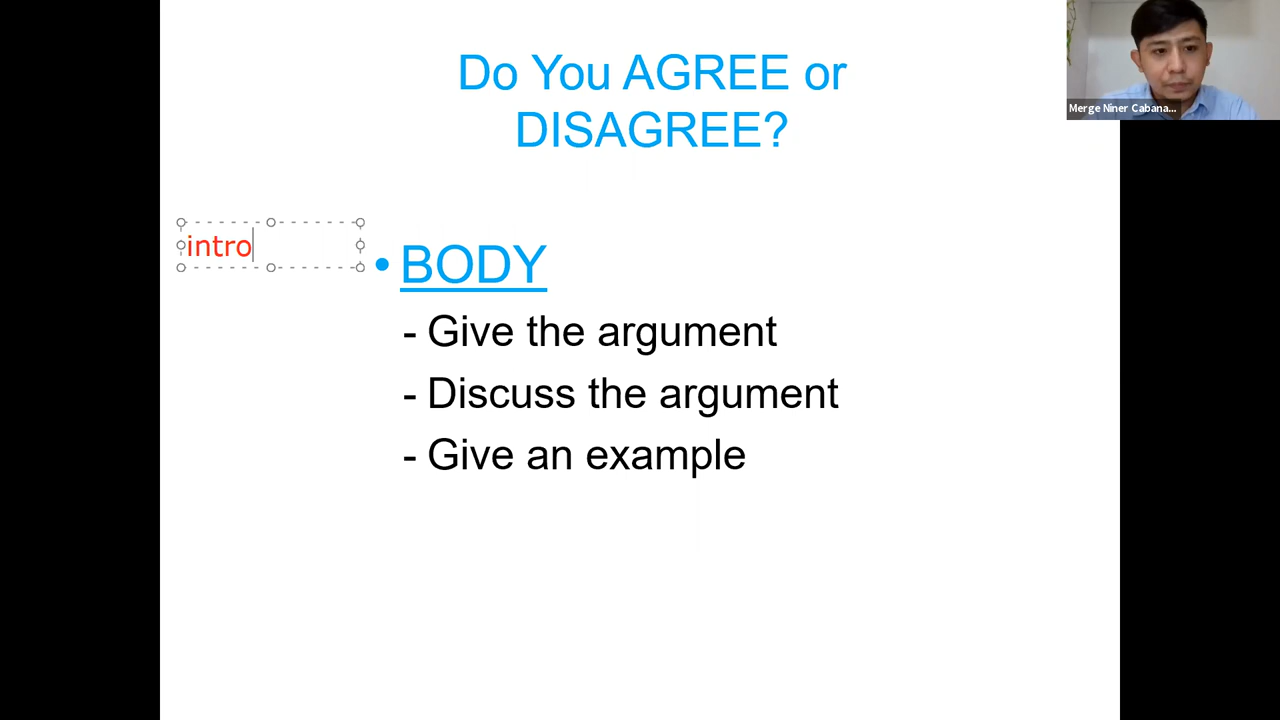 Do You AGREE or
DISAGREE?
Merge Niner Cabana...
intro
• BODY
- Give the argument
- Discuss the argument
- Give an example